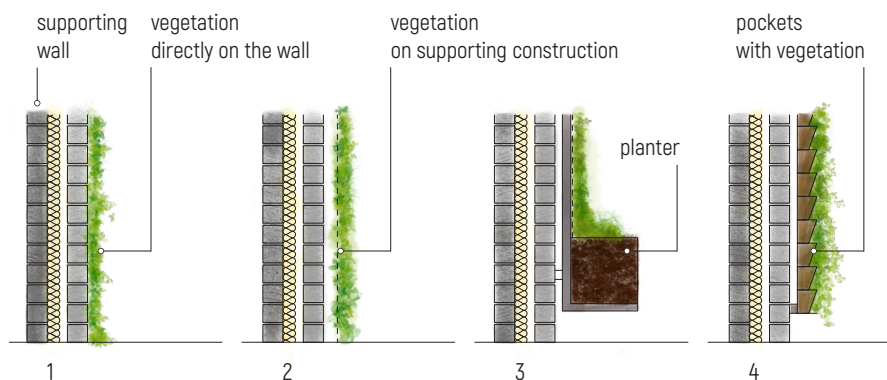 supporting
wall
vegetation
directly on the wall
vegetation
on supporting construction
pockets
with vegetation
planter
1
2
3
4